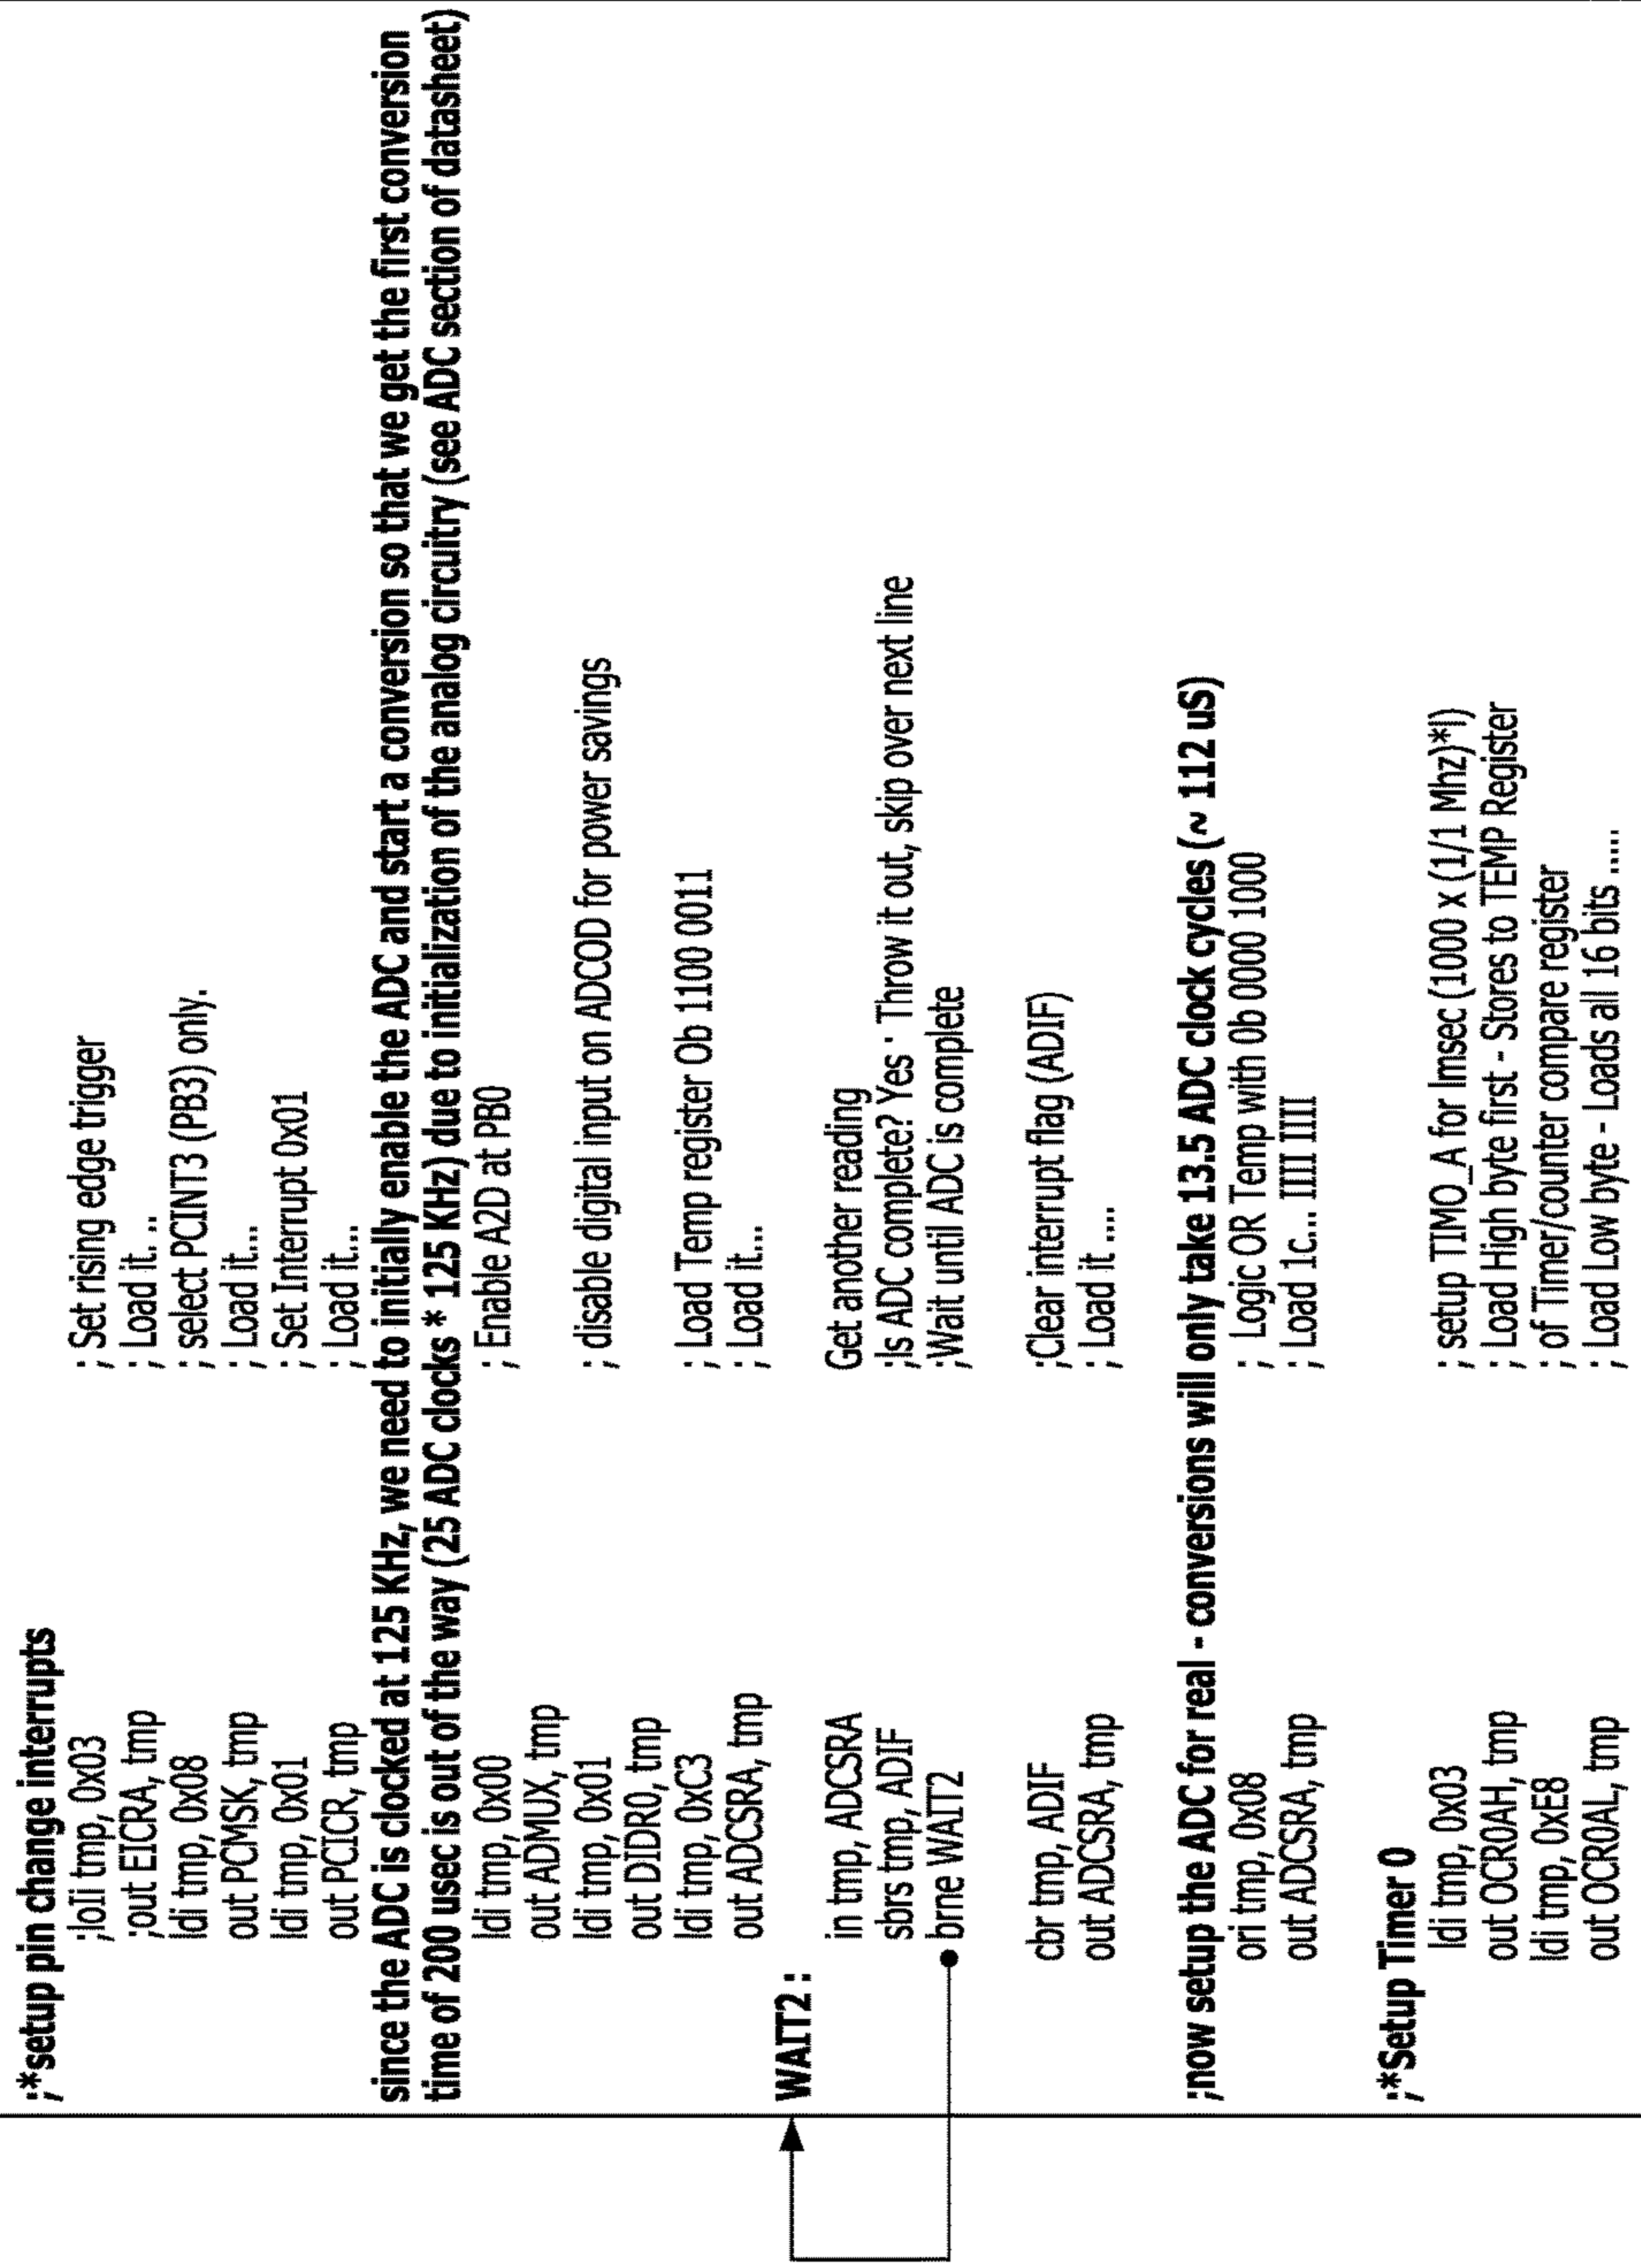 ;*setup pin change interrupts
;loIi tmp, 0x03 ; Set rising edge trigger
;out EICRA, tmp ; Load it. ..
ldi tmp, 0x08 ; select PCINT3 (PB3) only.
out PCMSK, tmp ; Load it...
ldi tmp, 0x01 ; Set Interrupt 0x01
out PCICR, tmp ; Load it...
since the ADC is clocked at 125 KHz, we need to initially enable the ADC and start a conversion so that we get the first conversion
time of 200 usec is out of the way (25 ADC clocks * 125 KHz) due to initialization of the analog circuitry (see ADC section of datasheet)
ldi tmp, 0x00 ; Enable A2D at PB0
out ADMUX, tmp
ldi tmp, 0x01 ; disable digital input on ADCOD for power savings
out DIDR0, tmp
ldi tmp, 0xC3 ; Load Temp register Ob 1100 0011
out ADCSRA, tmp ; Load it...
WAIT2 :
in tmp, ADCSRA Get another reading
sbrs tmp, ADIF ;Is ADC complete? Yes · Throw it out, skip over next line
brne WAIT2 ;Wait until ADC is complete
cbr tmp, ADIF ;Clear interrupt flag (ADIF)
out ADCSRA, tmp ; Load it ....
;now setup the ADC for real - conversions will only take 13.5 ADC clock cycles (~ 112 uS)
ori tmp, 0x08 ; Logic OR Temp with 0b 0000 1000
out ADCSRA, tmp ; Load 1c... IIII IIII
;*Setup Timer 0
ldi tmp, 0x03 ; setup TIMO_A for lmsec (1000 x (1/1 Mhz)*l)
out OCR0AH, tmp ; Load High byte first - Stores to TEMP Register
ldi tmp, 0xE8 ; of Timer/counter compare register
out OCR0AL, tmp ; Load Low byte - Loads all 16 bits .....